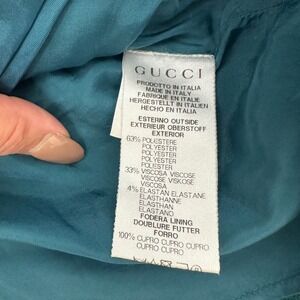 GUCCI
PRODOTTO IN ITALIA
MADE IN ITALY
FABRIQUE EN ITALIE
HERGESTELLT IN ITALIEN
HECHO EN ITALIA
ESTERNO OUTSIDE
EXTERIEUR OBERSTOFF
EXTERIOR
63% POLIESTERE
POLYESTER
POLYESTER
POLYESTER
POLIESTER
33% VISCOSA VISCOSE
VISCOSE VISKOSE
VISCOSA
4% ELASTAN ELASTANE
ELASTHANNE
ELASTHAN
ELASTANO
FODERA LINING
DOUBLURE FUTTER
FORRO
100% CUPRO CUPRO CUPRO
CUPRO CUPRO